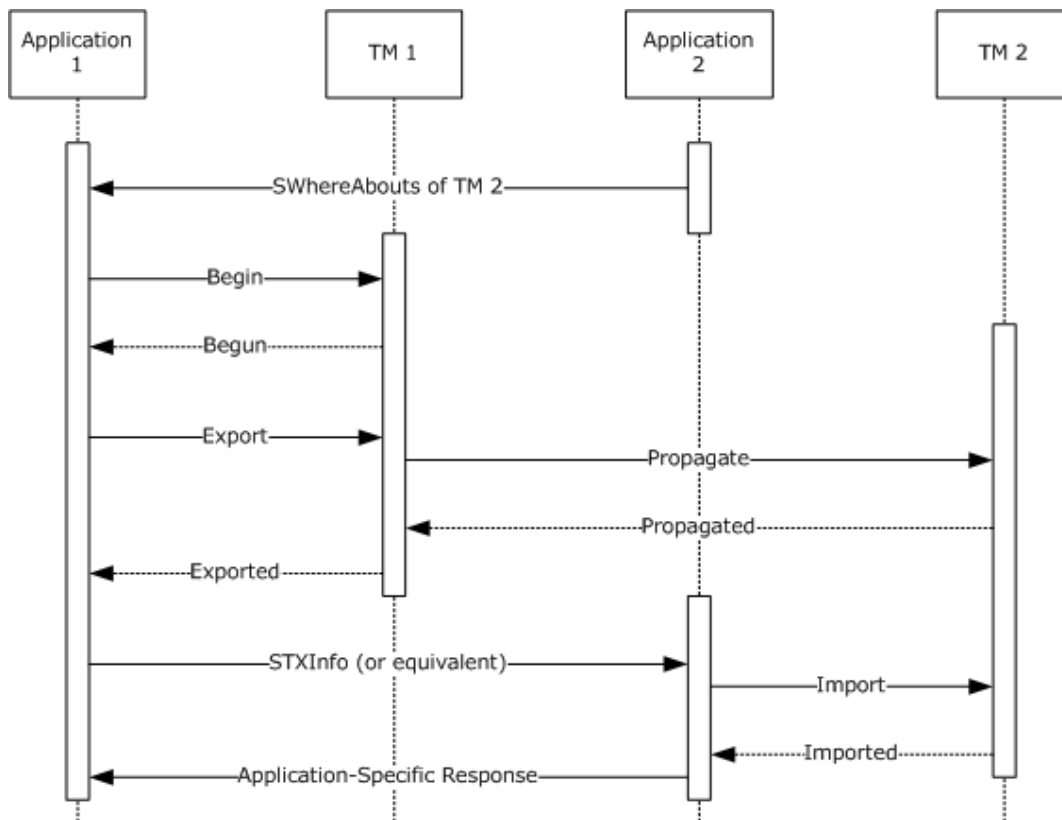 Application
1
TM 1
Application
2
TM 2
SWhereAbouts of TM 2
Begin
Begun
Export
Propagate
Propagated
Exported
STXInfo (or equivalent)
Import
Imported
Application-Specific Response